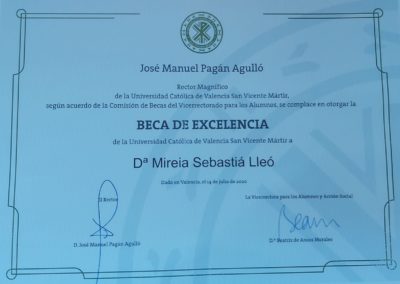 José Manuel Pagán Agulló
Rector Magnífico
de la Universidad Católica de Valencia San Vicente Mártir,
según acuerdo de la Comisión de Becas del Vicerrectorado para los Alumnos, se complace en otorgar la
BECA DE EXCELENCIA
de la Universidad Católica de Valencia San Vicente Mártir a
Dª Mireia Sebastiá Lleó
Dado en Valencia, el 14 de julio de 2020
El Rector
La Vicerrectora para los Alumnos y Acción Social
D. José Manuel Pagán Agulló
D.ª Beatriz de Ancos Morales